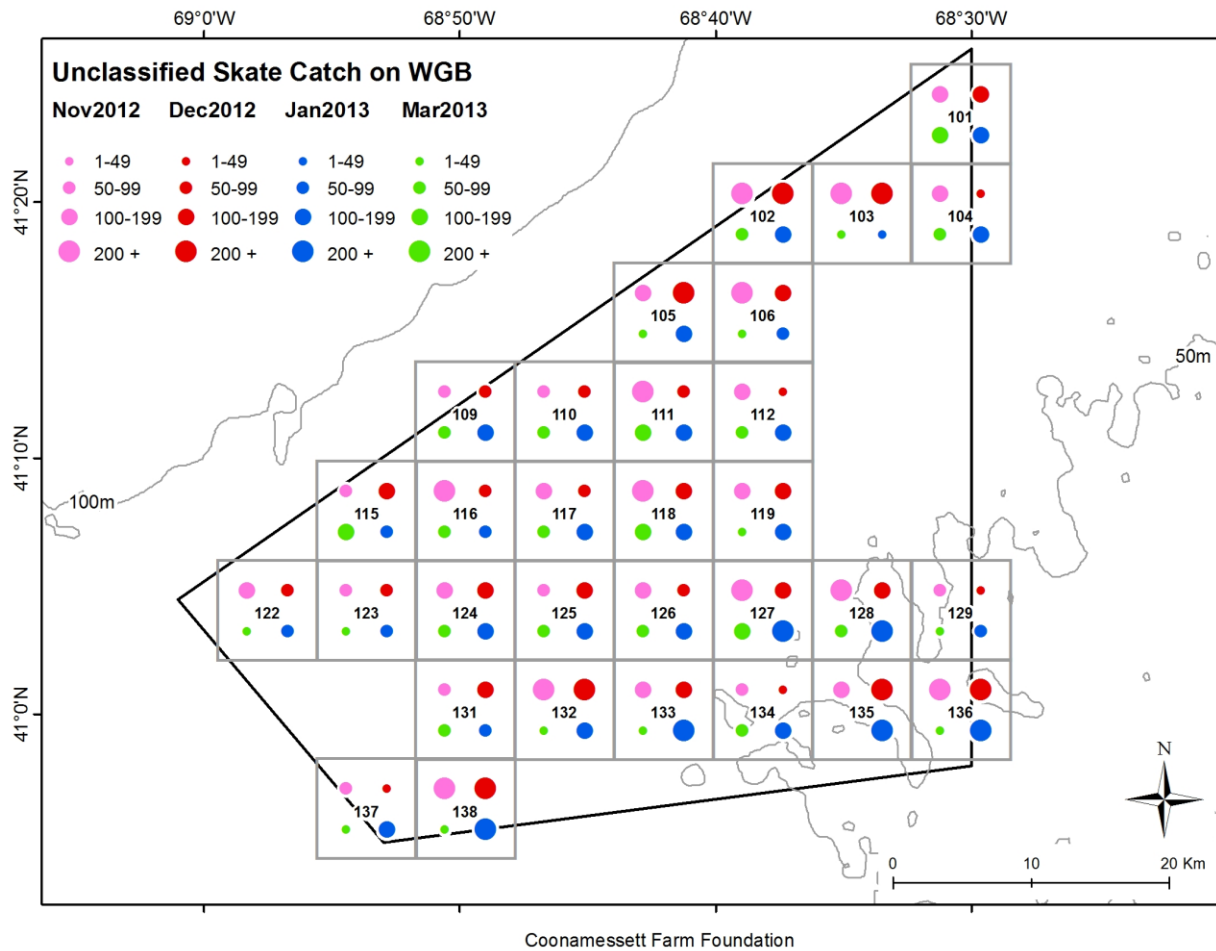 69°0'W 68°50'W 68°40'W 68°30'W
Unclassified Skate Catch on WGB
Nov2012 Dec2012 Jan2013 Mar2013
1-49 1-49 1-49 1-49
50-99 50-99 50-99 50-99
100-199 100-199 100-199 100-199
200 + 200 + 200 + 200 +
41°20'N
41°10'N
41°0'N
101
102 103 104
105 106
50m
109 110 111 112
100m
115 116 117 118 119
122 123 124 125 126 127 128 129
131 132 133 134 135 136
137 138
N
0 10 20 Km
Coonamessett Farm Foundation